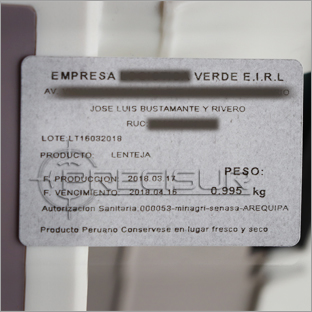 EMPRESA VERDE E.I.R.L
AV
JOSE LUIS BUSTAMANTE Y RIVERO
RUC
LOTE:LT16032018
PRODUCTO: LENTEJA
PESO:
F. PRODUCCION 2018.03.17
F. VENCIMIENTO 2018.04.16 0.995 kg
Autorizacion Sanitaria:000053-minagri-senasa-AREQUIPA
Producto Peruano Conservese en lugar fresco y seco